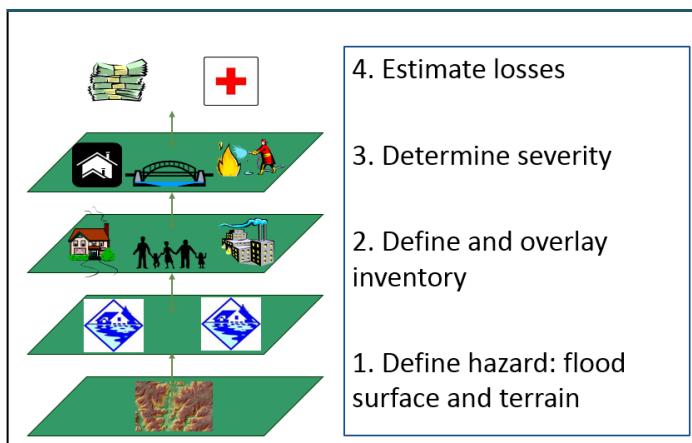 4. Estimate losses
3. Determine severity
2. Define and overlay
inventory
1. Define hazard: flood
surface and terrain